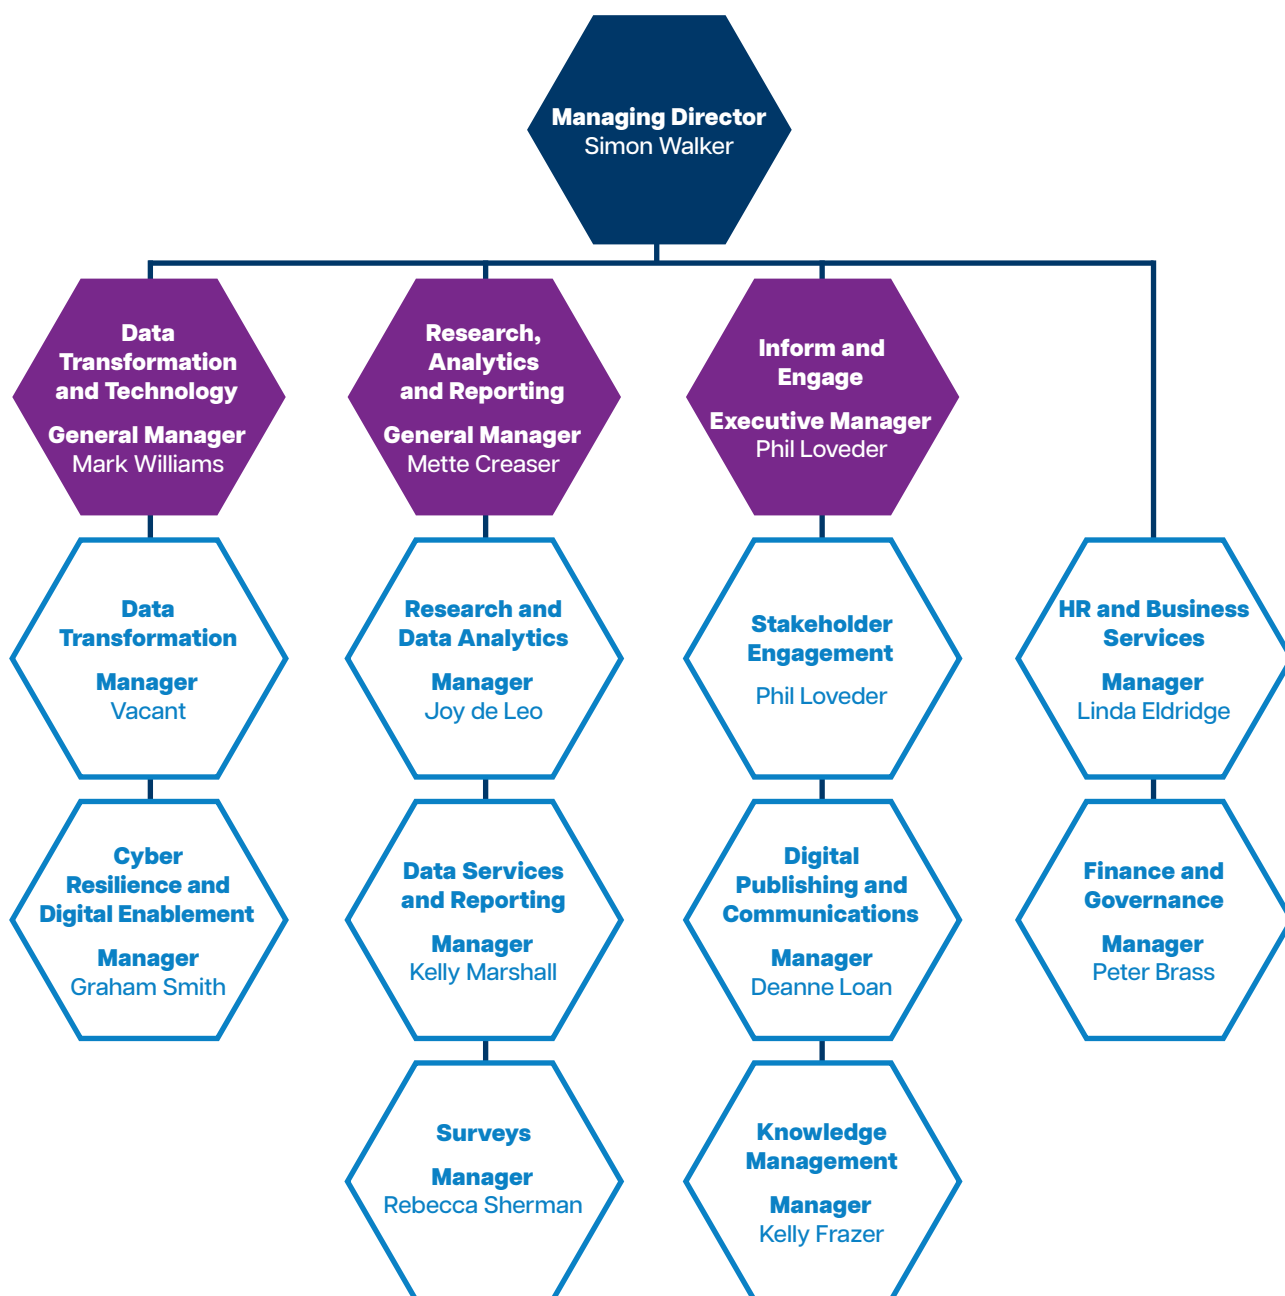 Managing Director
Simon Walker
Data
Transformation
and Technology
General Manager
Mark Williams
Research,
Analytics
and Reporting
General Manager
Mette Creaser
Inform and
Engage
Executive Manager
Phil Loveder
Data
Transformation
Manager
Vacant
Research and
Data Analytics
Manager
Joy de Leo
Stakeholder
Engagement
Phil Loveder
HR and Business
Services
Manager
Linda Eldridge
Cyber
Resilience and
Digital Enablement
Manager
Graham Smith
Data Services
and Reporting
Manager
Kelly Marshall
Digital
Publishing and
Communications
Manager
Deanne Loan
Finance and
Governance
Manager
Peter Brass
Surveys
Manager
Rebecca Sherman
Knowledge
Management
Manager
Kelly Frazer